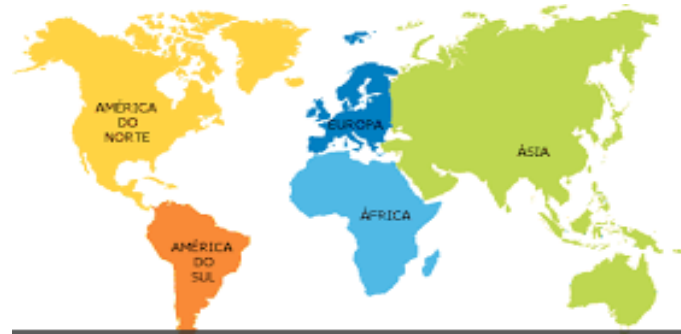 AMÉRICA
DO
NORTE
EUROPA
ÁSIA
ÁFRICA
AMÉRICA
DO
SUL